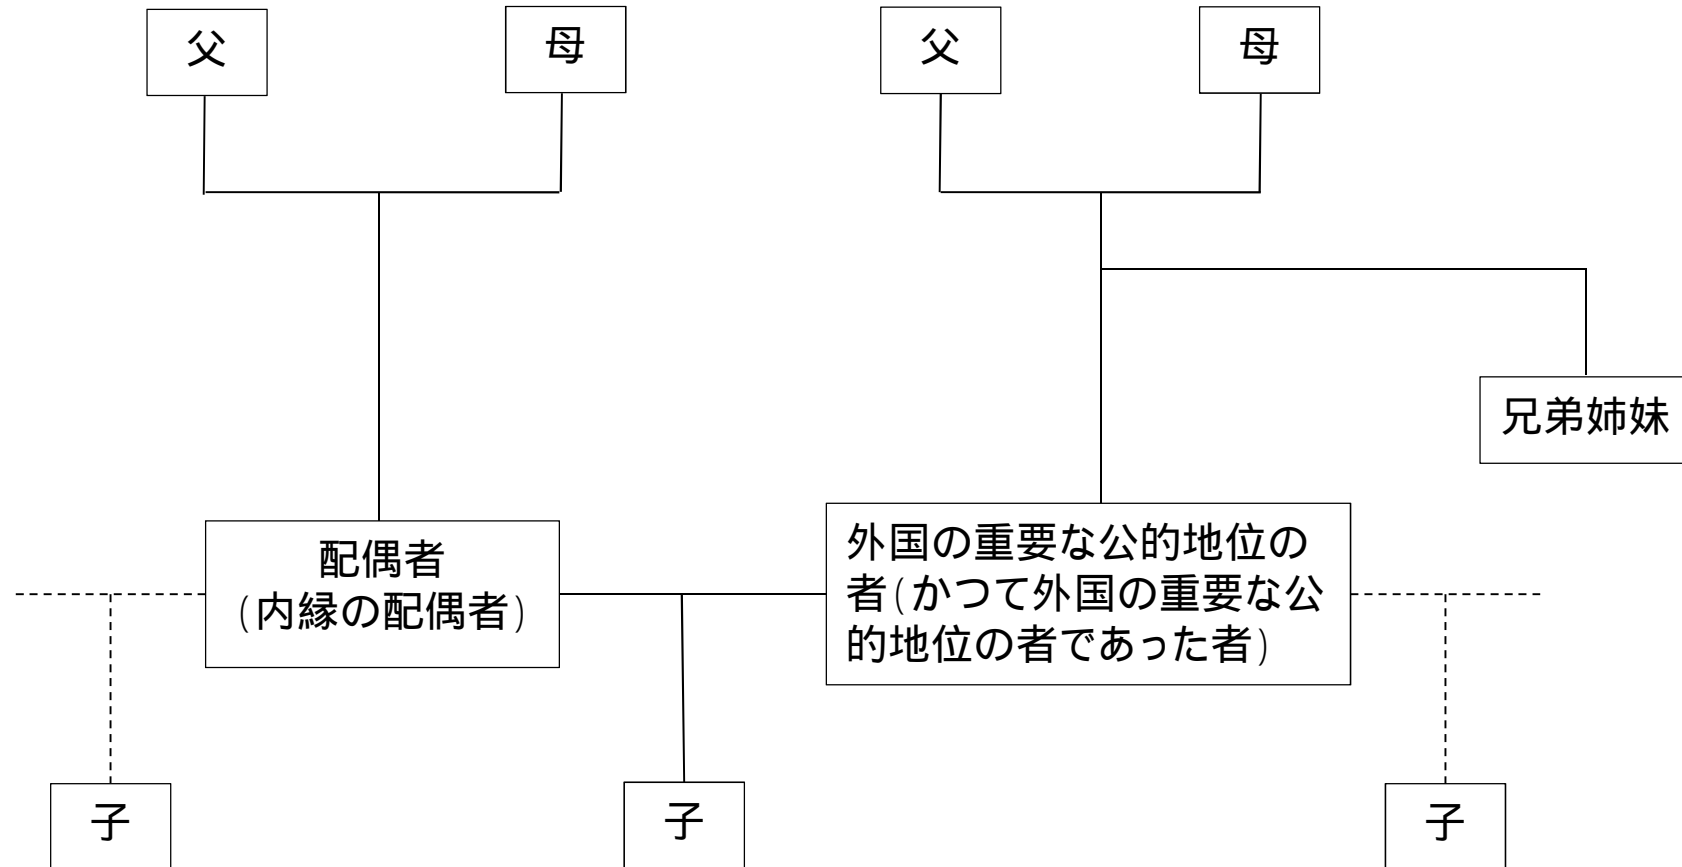 父
母
父
母
兄弟姉妹
配偶者
(内縁の配偶者)
外国の重要な公的地位の
者(かつて外国の重要な公
的地位の者であった者)
子
子
子